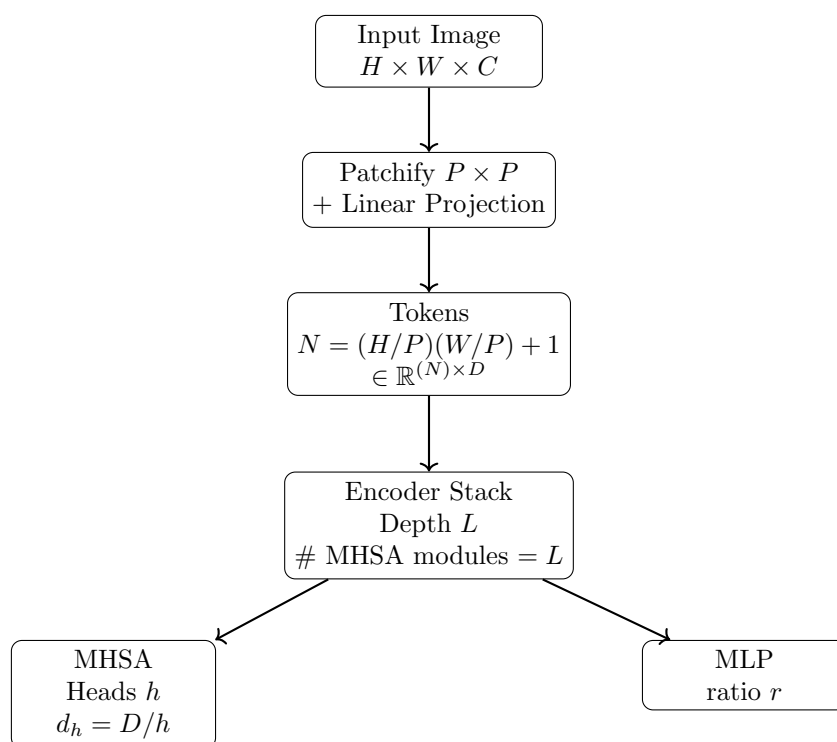 Input Image
H × W × C
Patchify P × P
+ Linear Projection
Tokens
N = (H/P)(W/P) + 1
∈ ℝ^{(N)×D}
Encoder Stack
Depth L
# MHSA modules = L
MHSA
Heads h
d_h = D/h
MLP
ratio r